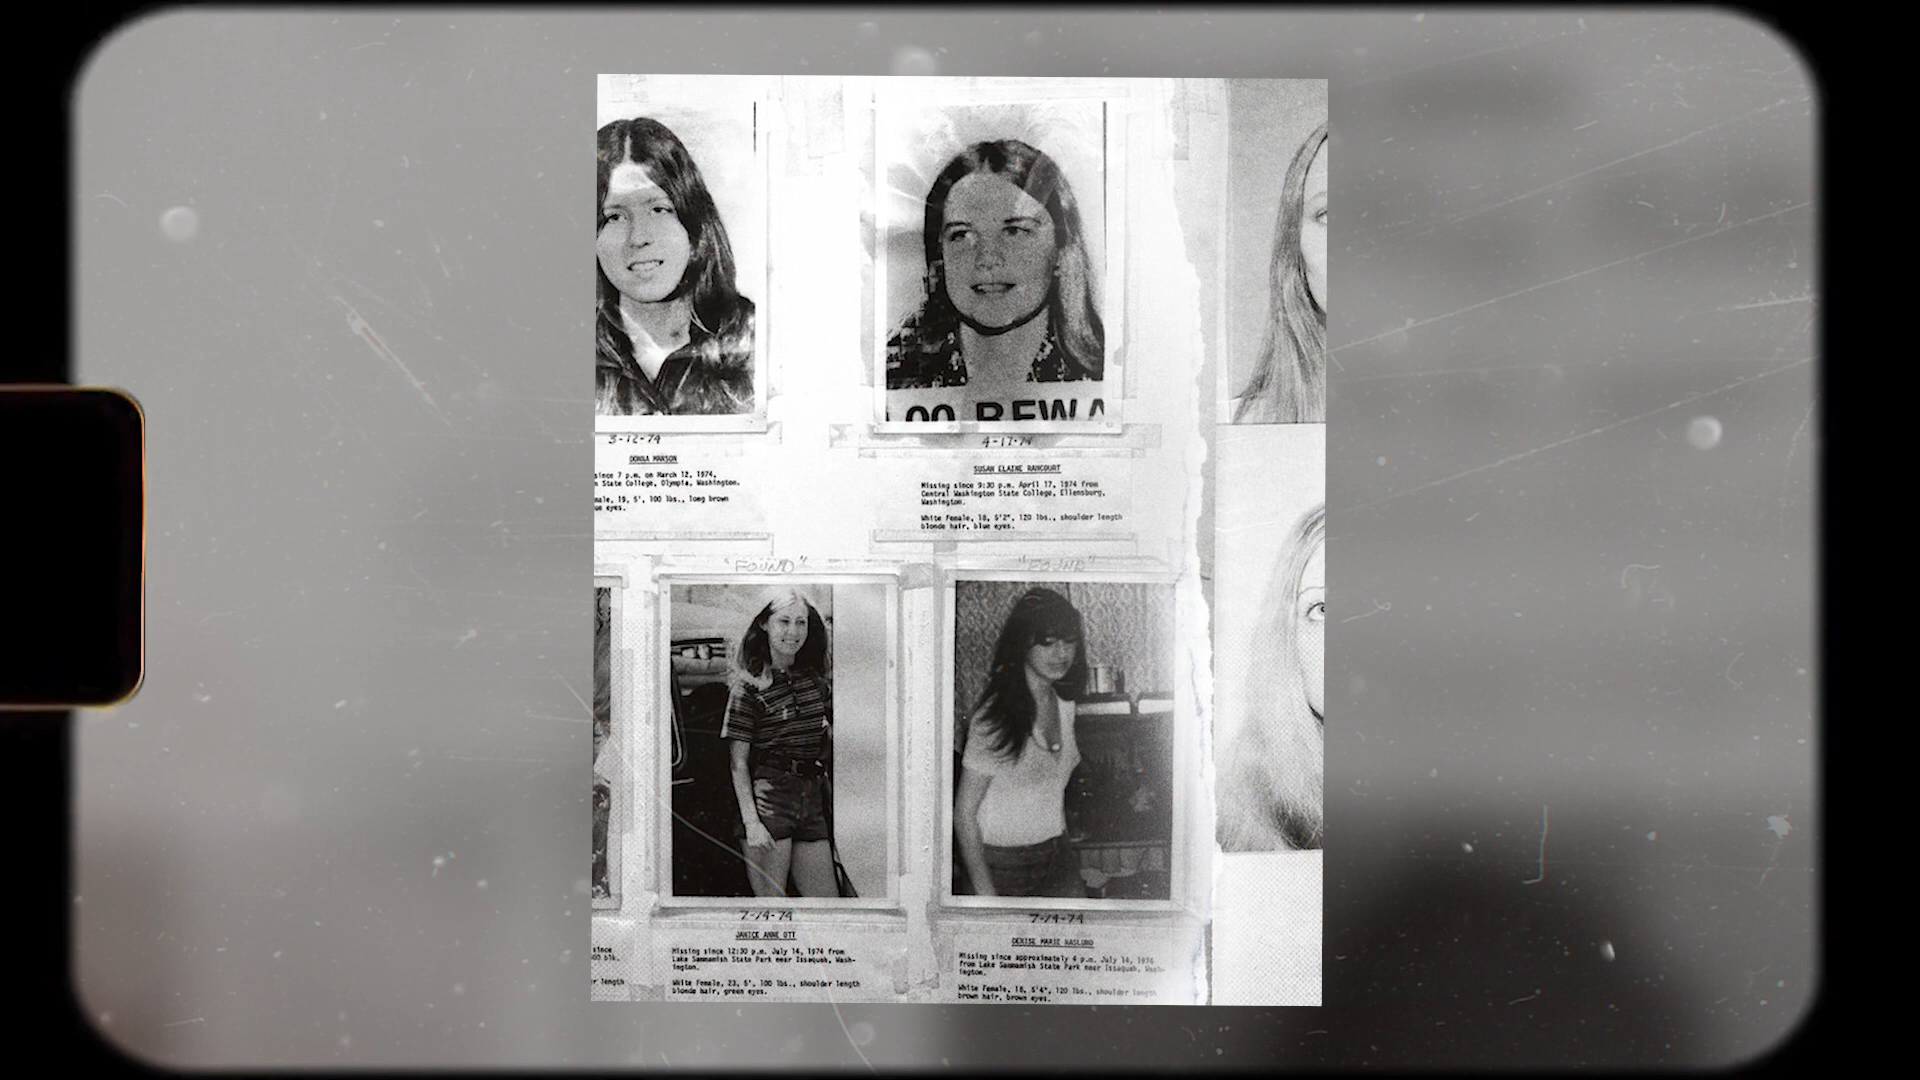 00 REWA
3-12-74
DONNA MANSON
since 7 p.m. on March 12, 1974,
State College, Olympia, Washington.
male, 19, 5', 100 lbs., long brown
ue eyes.
4-17-74
SUSAN ELAINE RANCOURT
Missing since 9:30 p.m. April 17, 1974 from
Central Washington State College, Ellensburg,
Washington.
White Female, 18, 5'2", 120 lbs., shoulder length
blonde hair, blue eyes.
"FOUND"
"FOUND"
since
00 blk.
r length
7-14-74
JANICE ANNE OTT
Missing since 12:30 p.m. July 14, 1974 from
Lake Sammamish State Park near Issaquah, Wash-
ington.
White Female, 23, 5', 100 lbs., shoulder length
blonde hair, green eyes.
7-14-74
DENISE MARIE NASLUND
Missing since approximately 4 p.m. July 14, 1974
from Lake Sammamish State Park near Issaquah, Wash-
ington.
White Female, 18, 5'4", 120 lbs., shoulder length
brown hair, brown eyes.